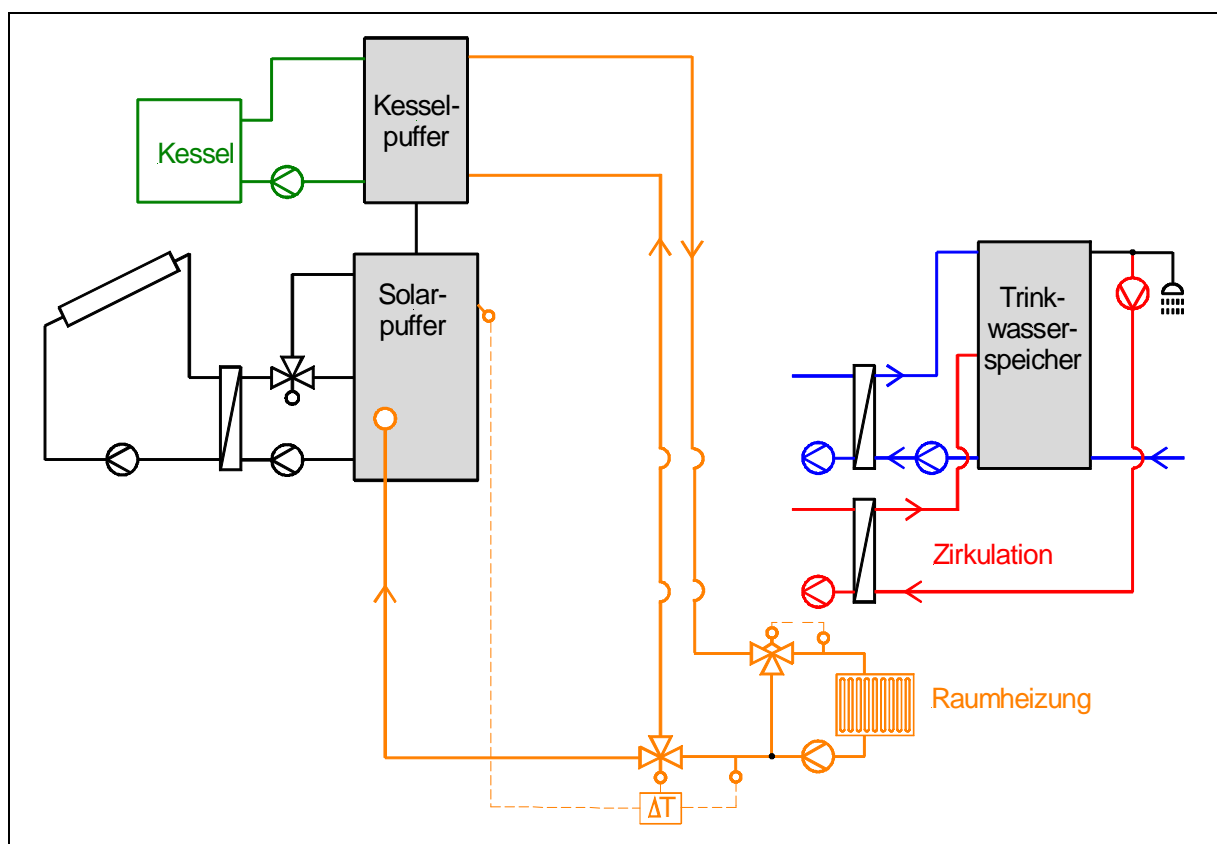 Kessel-
puffer
Kessel
Solar-
puffer
Trink-
wasser-
speicher
Zirkulation
Raumheizung
ΔT